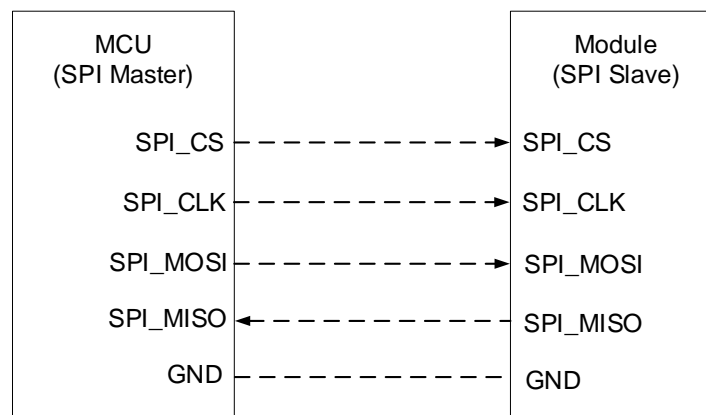 MCU
(SPI Master)
Module
(SPI Slave)
SPI_CS
SPI_CS
SPI_CLK
SPI_CLK
SPI_MOSI
SPI_MOSI
SPI_MISO
SPI_MISO
GND
GND